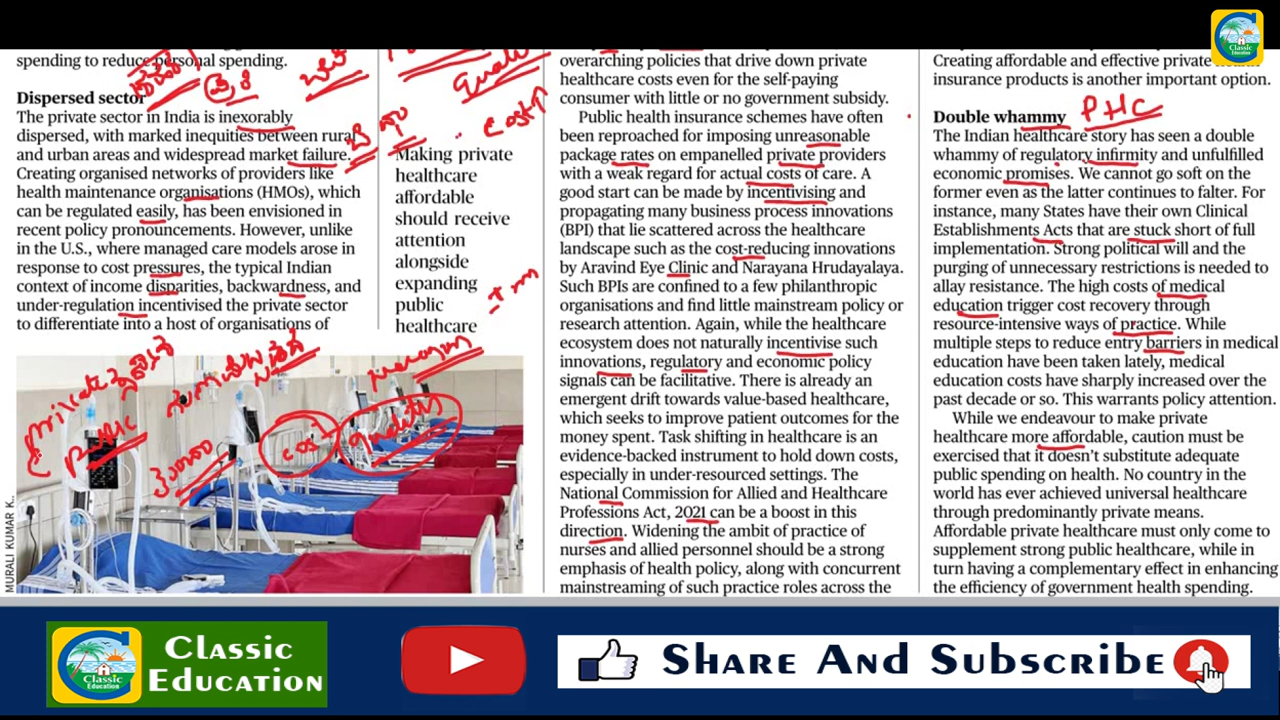 spending to reduce personal spending.
Dispersed sector
The private sector in India is inexorably
dispersed, with marked inequities between rural
and urban areas and widespread market failure.
Creating organised networks of providers like
health maintenance organisations (HMOs), which
can be regulated easily, has been envisioned in
recent policy pronouncements. However, unlike
in the U.S., where managed care models arose in
response to cost pressures, the typical Indian
context of income disparities, backwardness, and
under-regulation incentivised the private sector
to differentiate into a host of organisations of
Cost↑
Making private
healthcare
affordable
should receive
attention
alongside
expanding
public
healthcare
private
Public
30000
cost
quality
Narayan
MURALI KUMAR K.
overarching policies that drive down private
healthcare costs even for the self-paying
consumer with little or no government subsidy.
Public health insurance schemes have often
been reproached for imposing unreasonable
package rates on empanelled private providers
with a weak regard for actual costs of care. A
good start can be made by incentivising and
propagating many business process innovations
(BPI) that lie scattered across the healthcare
landscape such as the cost-reducing innovations
by Aravind Eye Clinic and Narayana Hrudayalaya.
Such BPIs are confined to a few philanthropic
organisations and find little mainstream policy or
research attention. Again, while the healthcare
ecosystem does not naturally incentivise such
innovations, regulatory and economic policy
signals can be facilitative. There is already an
emergent drift towards value-based healthcare,
which seeks to improve patient outcomes for the
money spent. Task shifting in healthcare is an
evidence-backed instrument to hold down costs,
especially in under-resourced settings. The
National Commission for Allied and Healthcare
Professions Act, 2021 can be a boost in this
direction. Widening the ambit of practice of
nurses and allied personnel should be a strong
emphasis of health policy, along with concurrent
mainstreaming of such practice roles across the
Creating affordable and effective private health
insurance products is another important option.
Double whammy PHC
The Indian healthcare story has seen a double
whammy of regulatory infirmity and unfulfilled
economic promises. We cannot go soft on the
former even as the latter continues to falter. For
instance, many States have their own Clinical
Establishments Acts that are stuck short of full
implementation. Strong political will and the
purging of unnecessary restrictions is needed to
allay resistance. The high costs of medical
education trigger cost recovery through
resource-intensive ways of practice. While
multiple steps to reduce entry barriers in medical
education have been taken lately, medical
education costs have sharply increased over the
past decade or so. This warrants policy attention.
While we endeavour to make private
healthcare more affordable, caution must be
exercised that it doesn't substitute adequate
public spending on health. No country in the
world has ever achieved universal healthcare
through predominantly private means.
Affordable private healthcare must only come to
supplement strong public healthcare, while in
turn having a complementary effect in enhancing
the efficiency of government health spending.
Classic
Education
Classic
Education
Classic
Education
Share And Subscribe